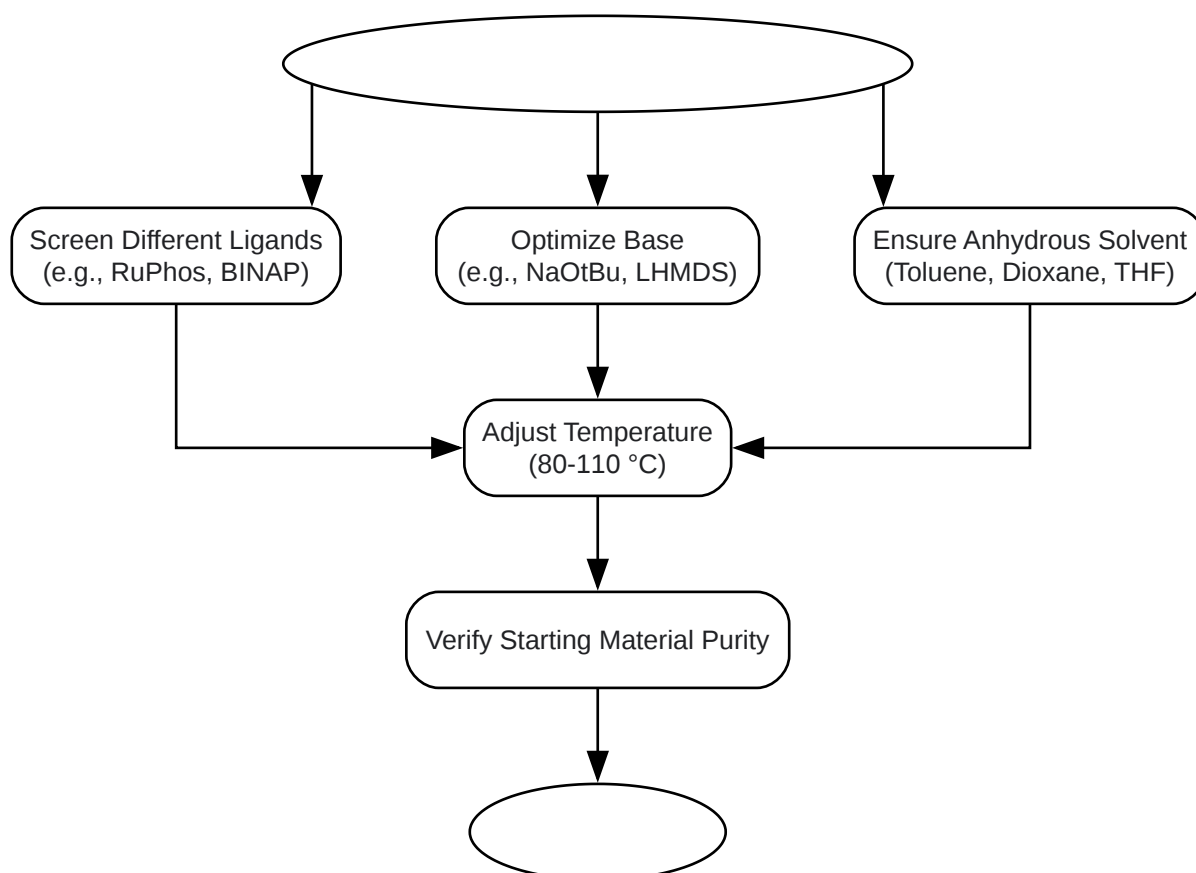 Screen Different Ligands
(e.g., RuPhos, BINAP)
Optimize Base
(e.g., NaOtBu, LHMDS)
Ensure Anhydrous Solvent
(Toluene, Dioxane, THF)
Adjust Temperature
(80-110 °C)
Verify Starting Material Purity